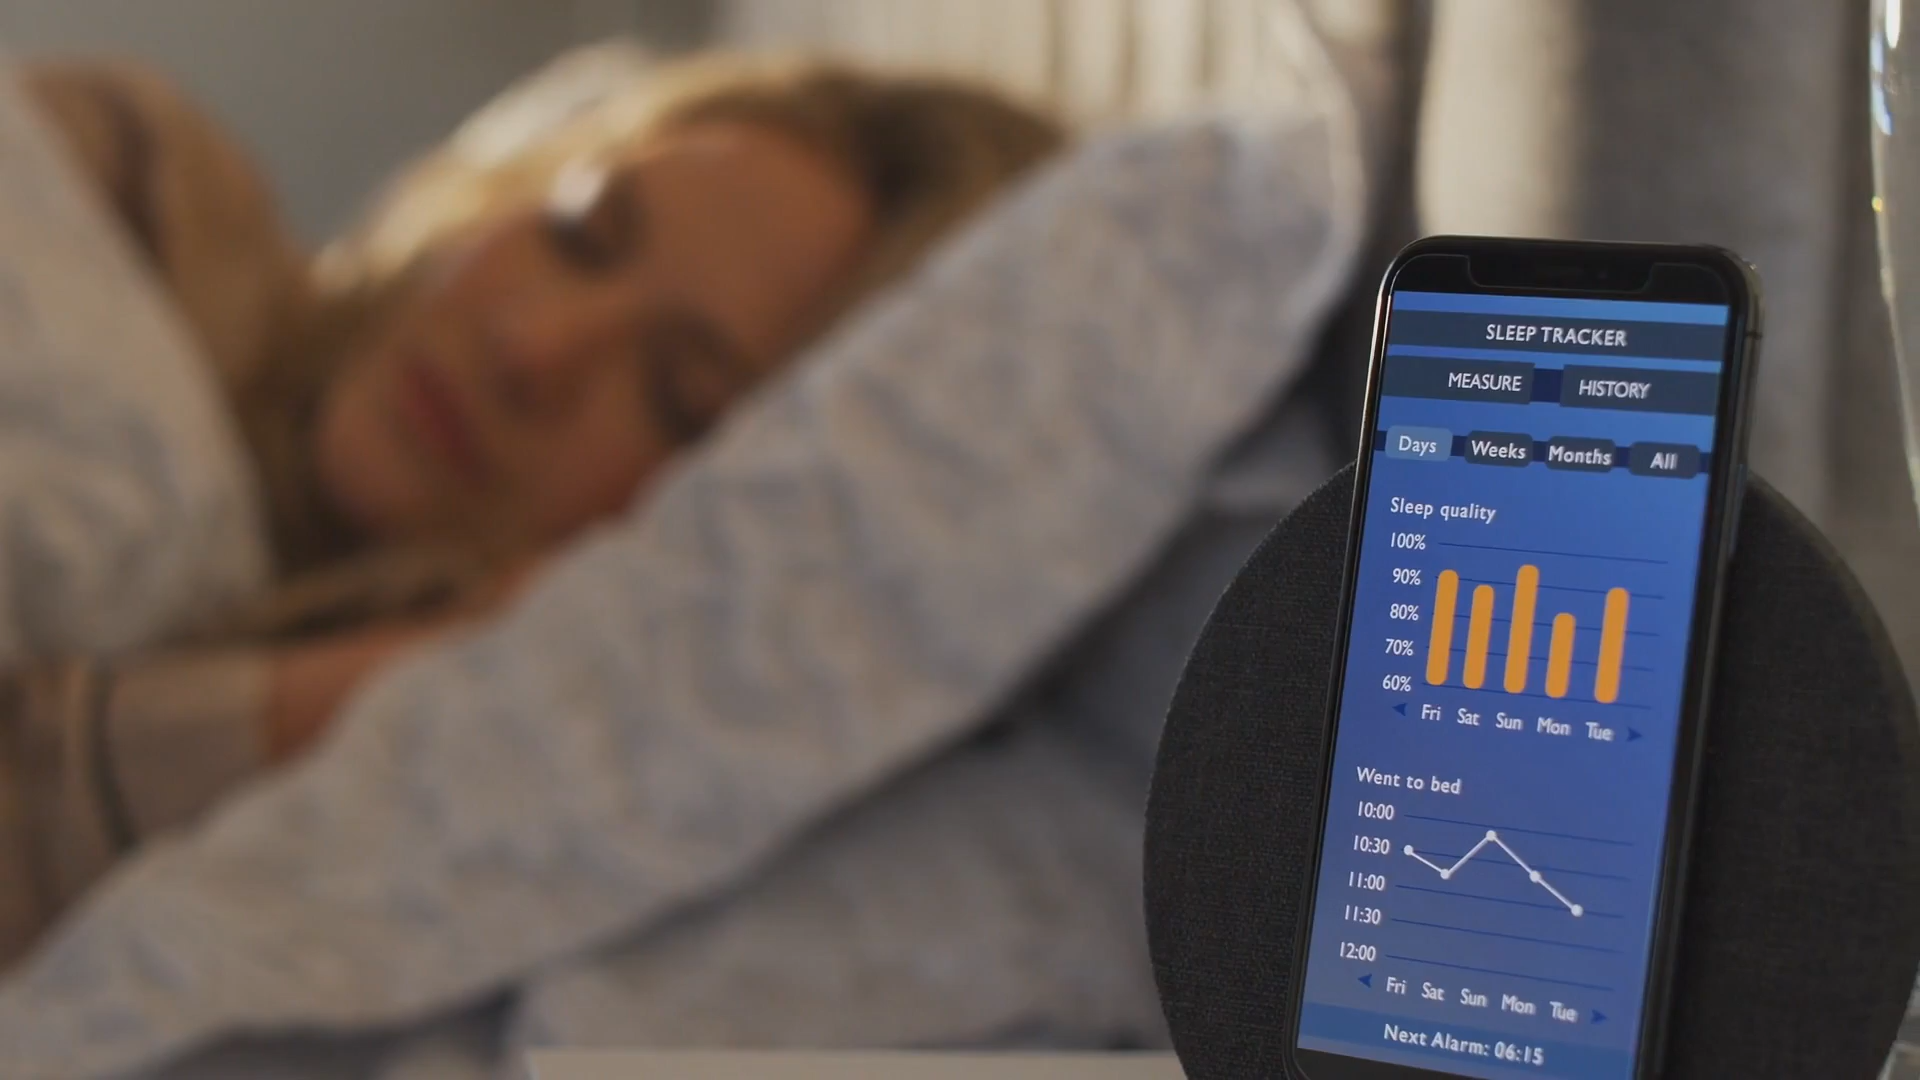 SLEEP TRACKER
MEASURE HISTORY
Days Weeks Months All
Sleep quality
100%
90%
80%
70%
60%
Fri Sat Sun Mon Tue
Went to bed
10:00
10:30
11:00
11:30
12:00
Fri Sat Sun Mon Tue
Next Alarm: 06:15